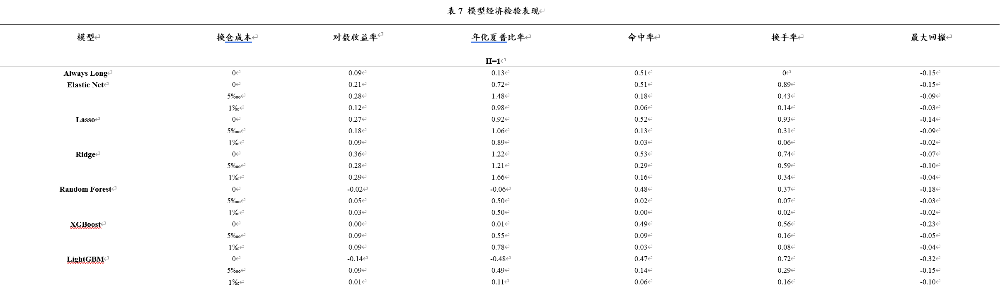 表 7 模型经济检验表现
模型 换仓成本 对数收益率 年化夏普比率 命中率 换手率 最大回撤
H=1
Always Long 0 0.09 0.13 0.51 0 -0.15
Elastic Net 0 0.21 0.72 0.51 0.89 -0.15
5‱ 0.28 1.48 0.18 0.43 -0.09
1‰ 0.12 0.98 0.06 0.14 -0.03
Lasso 0 0.27 0.92 0.52 0.93 -0.14
5‱ 0.18 1.06 0.13 0.31 -0.09
1‰ 0.09 0.89 0.03 0.06 -0.02
Ridge 0 0.36 1.22 0.53 0.74 -0.07
5‱ 0.28 1.21 0.29 0.59 -0.10
1‰ 0.29 1.66 0.16 0.34 -0.04
Random Forest 0 -0.02 -0.06 0.48 0.37 -0.18
5‱ 0.05 0.50 0.02 0.07 -0.03
1‰ 0.03 0.50 0.00 0.02 -0.02
XGBoost 0 0.00 0.01 0.49 0.56 -0.23
5‱ 0.09 0.55 0.09 0.16 -0.05
1‰ 0.09 0.78 0.03 0.08 -0.04
LightGBM 0 -0.14 -0.48 0.47 0.72 -0.32
5‱ 0.09 0.49 0.14 0.29 -0.15
1‰ 0.01 0.11 0.06 0.16 -0.10